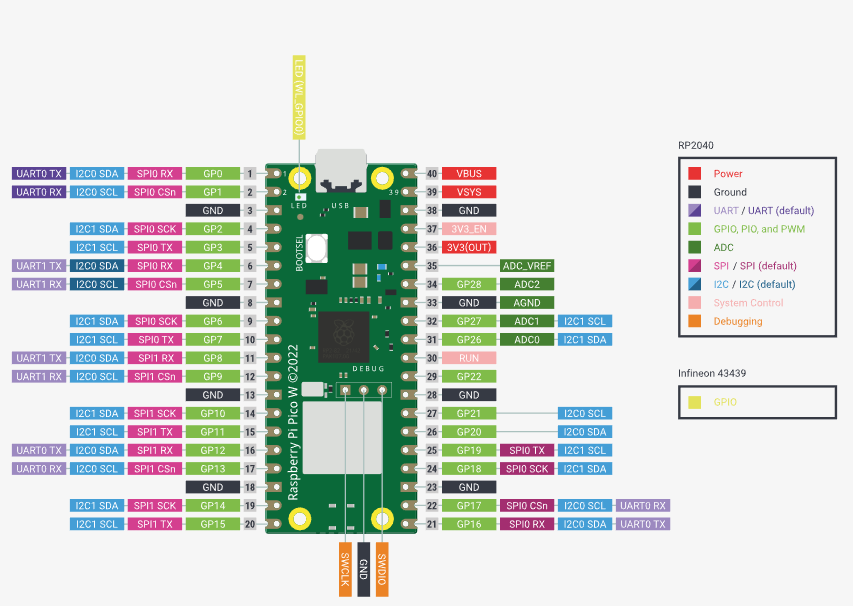 LED (WL_GPIO0)
UART0 TX I2C0 SDA SPI0 RX GP0 1 1 40 VBUS
UART0 RX I2C0 SCL SPI0 CSn GP1 2 2 39 39 VSYS
GND 3 LED USB 38 GND
I2C1 SDA SPI0 SCK GP2 4 37 3V3_EN
I2C1 SCL SPI0 TX GP3 5 BOOTSEL 36 3V3(OUT)
UART1 TX I2C0 SDA SPI0 RX GP4 6 35 ADC_VREF
UART1 RX I2C0 SCL SPI0 CSn GP5 7 34 GP28 ADC2
GND 8 33 GND AGND
I2C1 SDA SPI0 SCK GP6 9 32 GP27 ADC1 I2C1 SCL
I2C1 SCL SPI0 TX GP7 10 31 GP26 ADC0 I2C1 SDA
UART1 TX I2C0 SDA SPI1 RX GP8 11 30 RUN
DEBUG
UART1 RX I2C0 SCL SPI1 CSn GP9 12 29 GP22
GND 13 28 GND
I2C1 SDA SPI1 SCK GP10 14 27 GP21 I2C0 SCL
I2C1 SCL SPI1 TX GP11 15 26 GP20 I2C0 SDA
UART0 TX I2C0 SDA SPI1 RX GP12 16 25 GP19 SPI0 TX I2C1 SCL
UART0 RX I2C0 SCL SPI1 CSn GP13 17 24 GP18 SPI0 SCK I2C1 SDA
GND 18 23 GND
I2C1 SDA SPI1 SCK GP14 19 22 GP17 SPI0 CSn I2C0 SCL UART0 RX
I2C1 SCL SPI1 TX GP15 20 21 GP16 SPI0 RX I2C0 SDA UART0 TX
Raspberry Pi Pico W ©2022
SWCLK
GND
SWDIO
RP2040
Power
Ground
UART / UART (default)
GPIO, PIO, and PWM
ADC
SPI / SPI (default)
I2C / I2C (default)
System Control
Debugging
Infineon 43439
GPIO